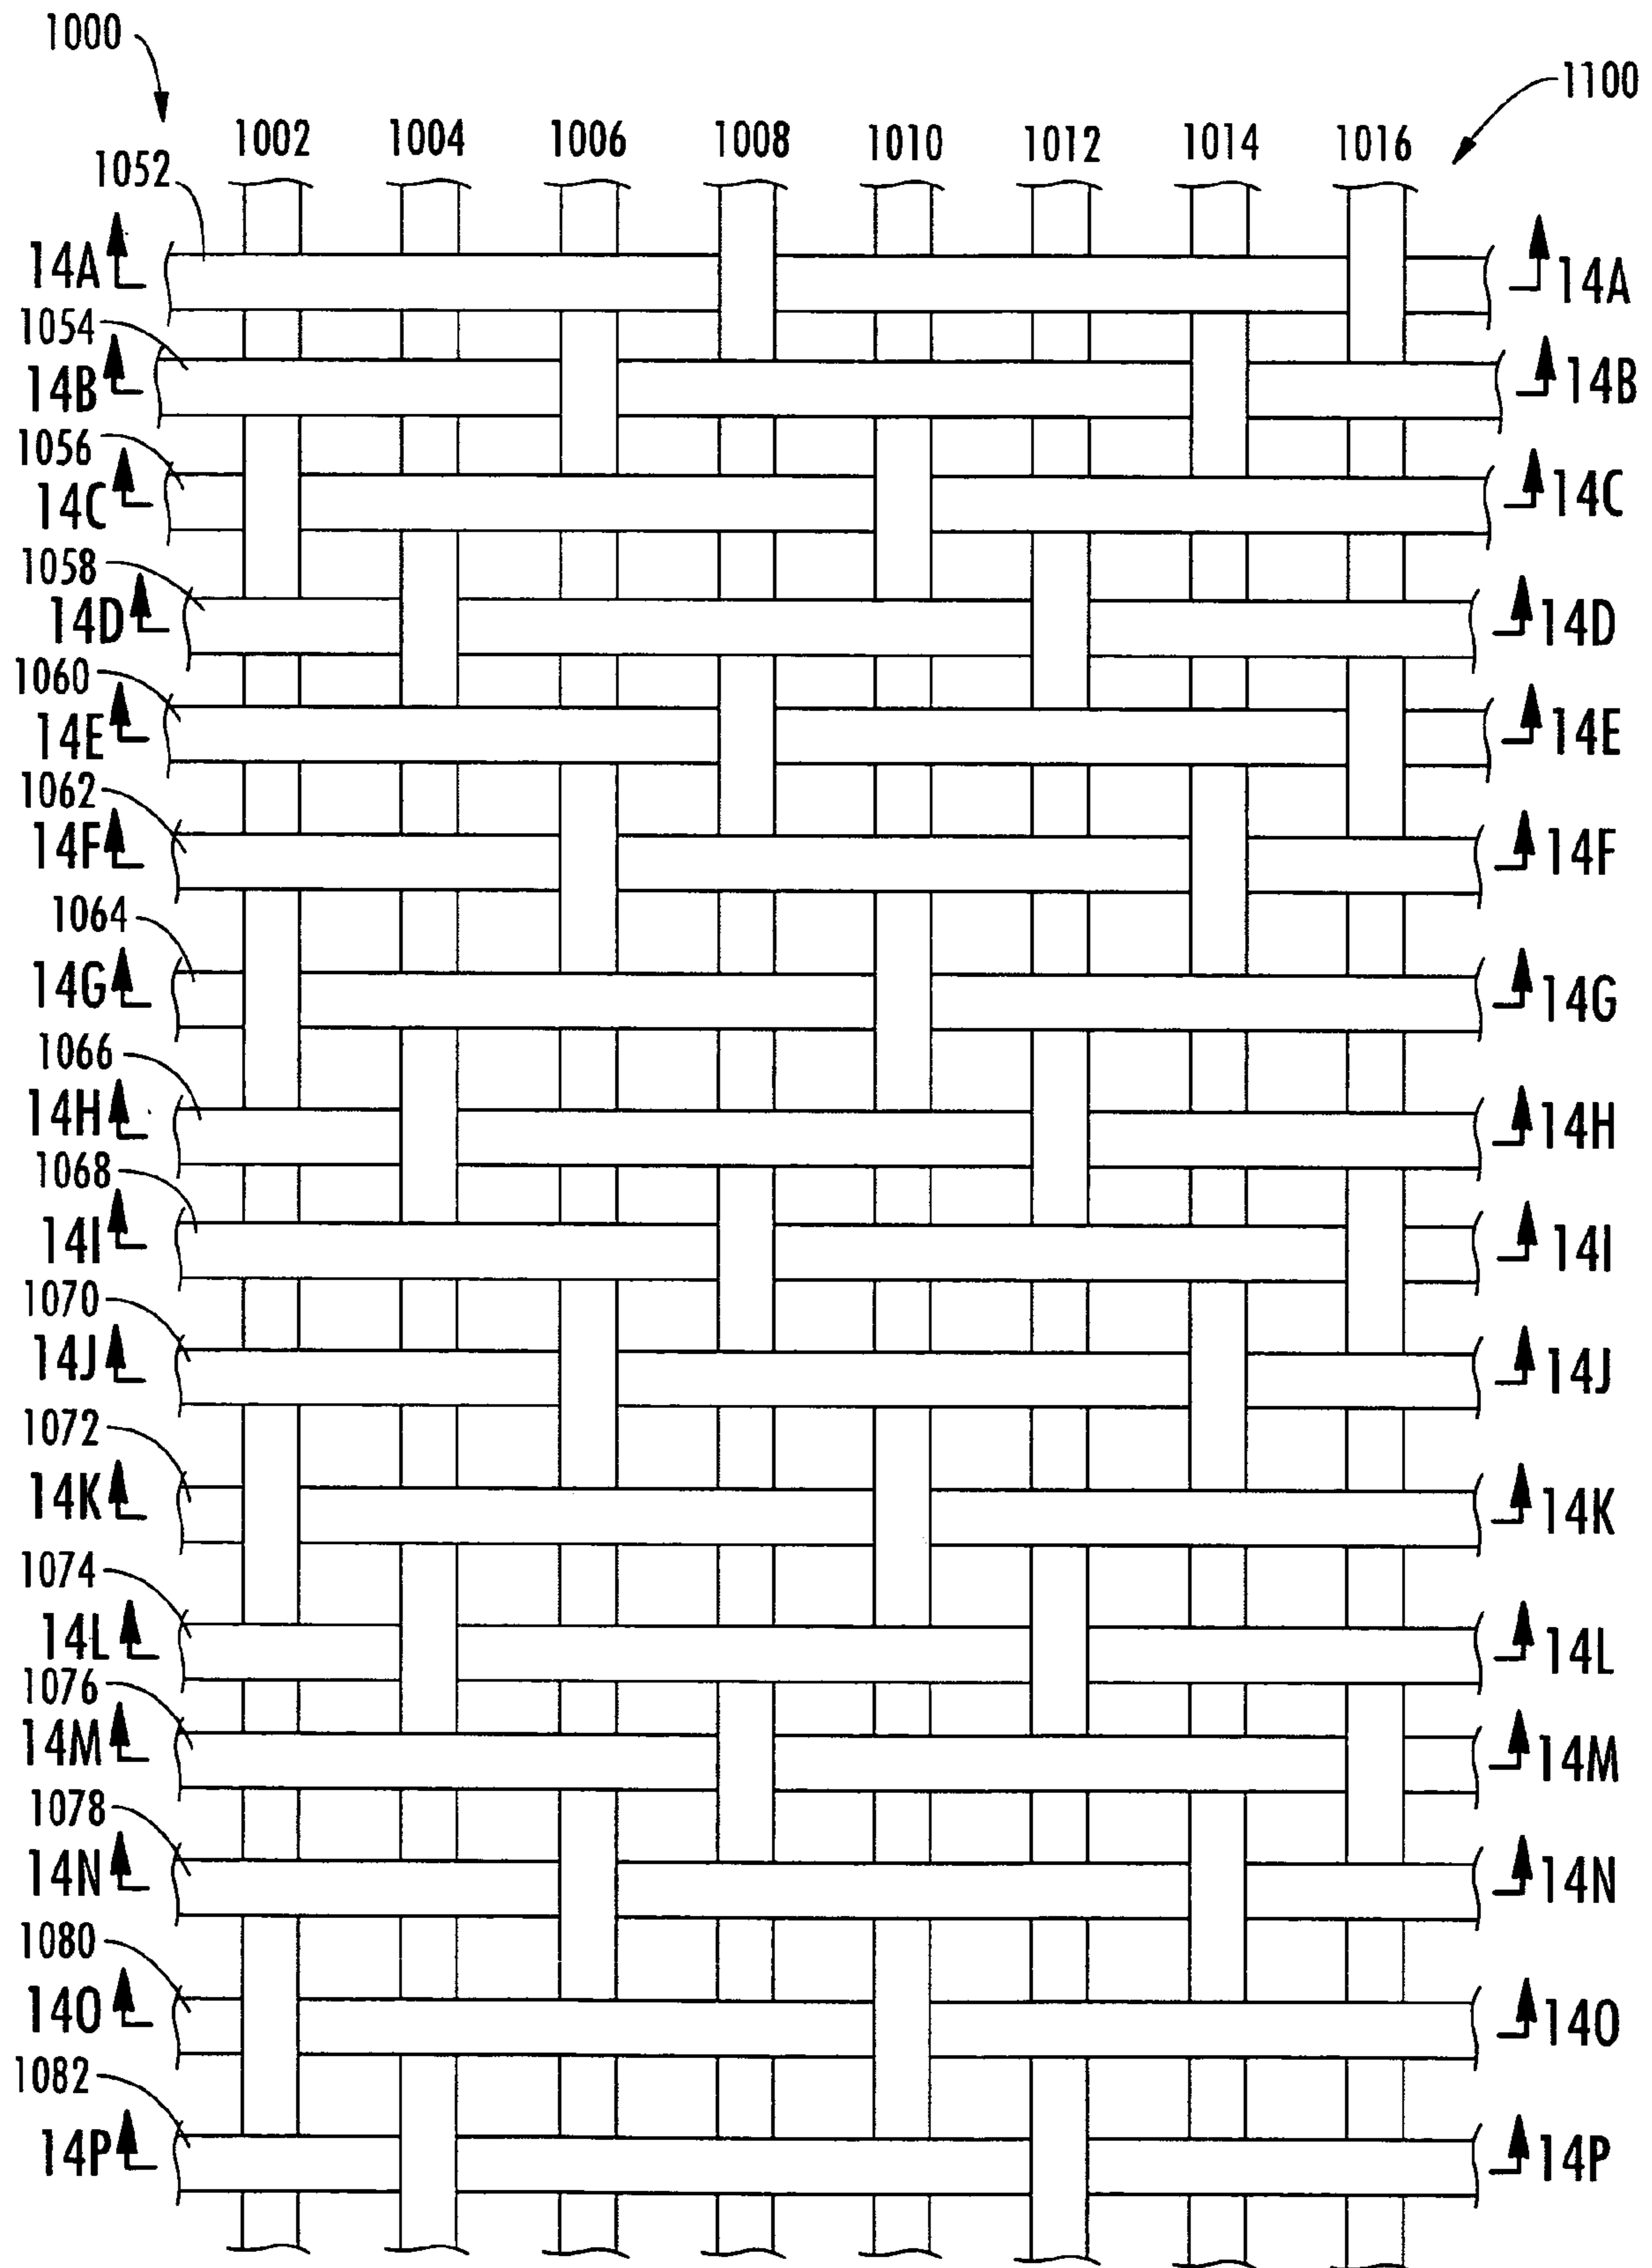 1000
1100
1002 1004 1006 1008 1010 1012 1014 1016
1052
14A 14A
1054
14B 14B
1056
14C 14C
1058
14D 14D
1060
14E 14E
1062
14F 14F
1064
14G 14G
1066
14H 14H
1068
14I 14I
1070
14J 14J
1072
14K 14K
1074
14L 14L
1076
14M 14M
1078
14N 14N
1080
14O 14O
1082
14P 14P